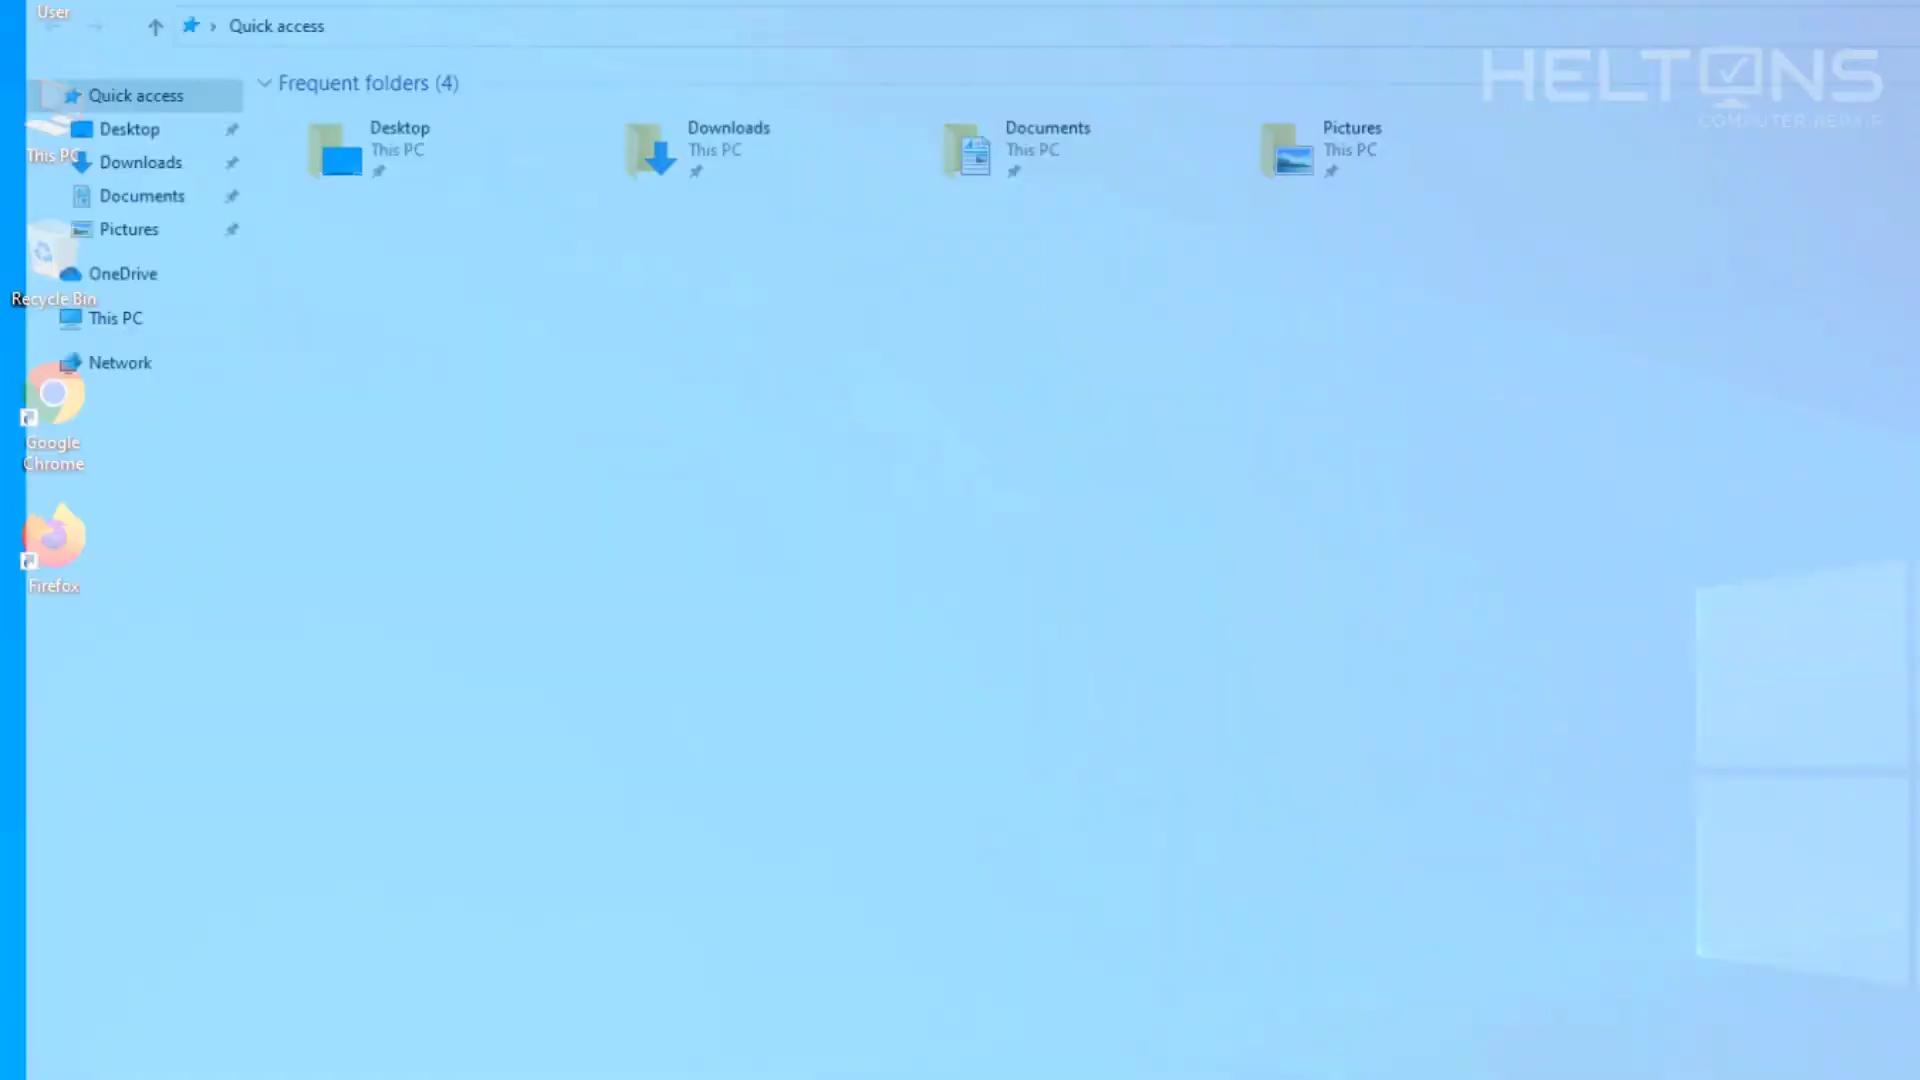 User
Quick access
Frequent folders (4)
HELTONS
COMPUTER REPAIR
Quick access
Desktop
This PC
Downloads
Documents
Pictures
Recycle Bin
OneDrive
This PC
Network
Google
Chrome
Firefox
Desktop
This PC
Downloads
This PC
Documents
This PC
Pictures
This PC